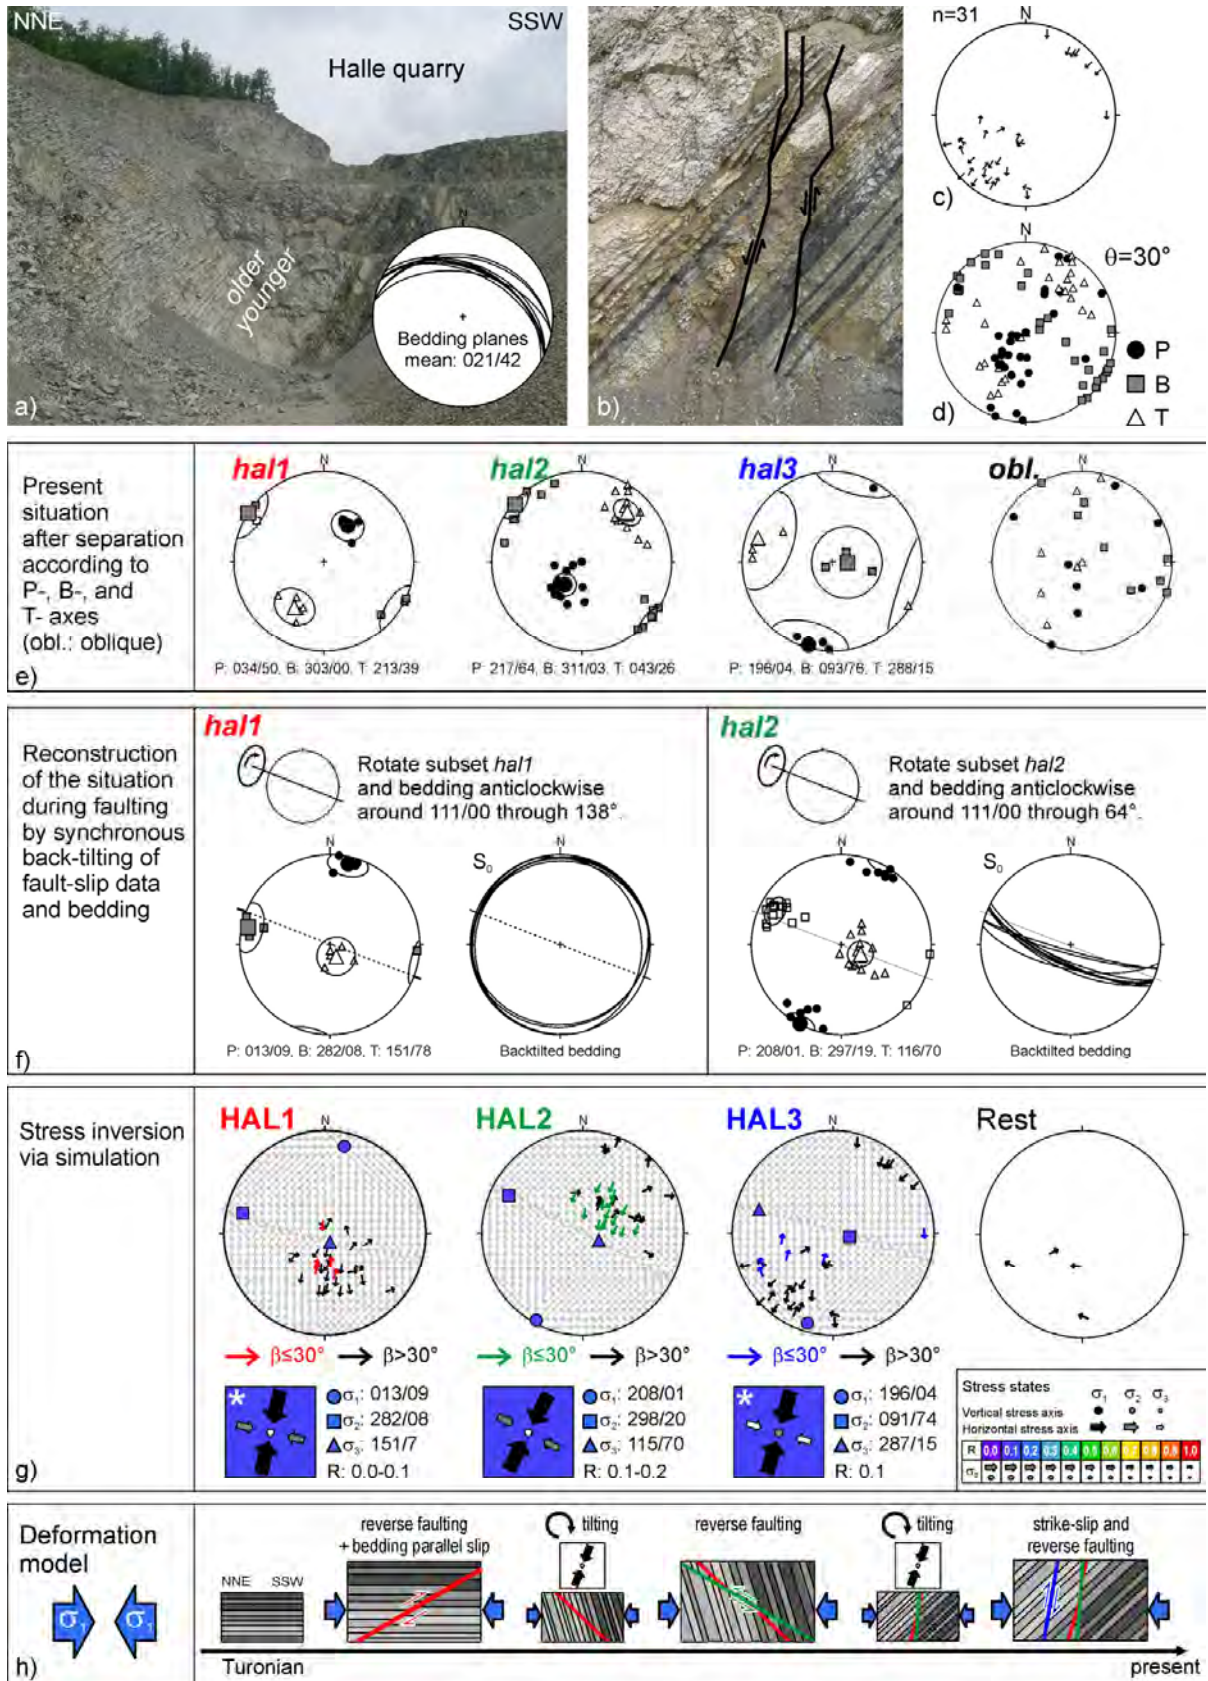 NNE
SSW
Halle quarry
older
younger
N
Bedding planes
mean: 021/42
a)
b)
n=31
N
c)
N
θ=30°
P
B
T
d)
Present
situation
after separation
according to
P-, B-, and
T- axes
(obl.: oblique)
e)
hal1
N
P: 034/50, B: 303/00, T: 213/39
hal2
N
P: 217/64, B: 311/03, T: 043/26
hal3
N
P: 196/04, B: 093/76, T: 288/15
obl.
N
Reconstruction
of the situation
during faulting
by synchronous
back-tilting of
fault-slip data
and bedding
f)
hal1
Rotate subset hal1
and bedding anticlockwise
around 111/00 through 138°.
N
P: 013/09, B: 282/08, T: 151/78
S0
N
Backtilted bedding
hal2
Rotate subset hal2
and bedding anticlockwise
around 111/00 through 64°.
N
P: 208/01, B: 297/19, T: 116/70
S0
N
Backtilted bedding
Stress inversion
via simulation
g)
HAL1
N
β≤30° β>30°
*
σ1: 013/09
σ2: 282/08
σ3: 151/7
R: 0.0-0.1
HAL2
N
β≤30° β>30°
σ1: 208/01
σ2: 298/20
σ3: 115/70
R: 0.1-0.2
HAL3
N
β≤30° β>30°
*
σ1: 196/04
σ2: 091/74
σ3: 287/15
R: 0.1
Rest
N
Stress states σ1 σ2 σ3
Vertical stress axis
Horizontal stress axis
R 0.0 0.1 0.2 0.3 0.4 0.5 0.6 0.7 0.8 0.9 1.0
σ2
Deformation
model
σ1 σ1
h)
NNE SSW
reverse faulting
+ bedding parallel slip
tilting
reverse faulting
tilting
strike-slip and
reverse faulting
Turonian
present